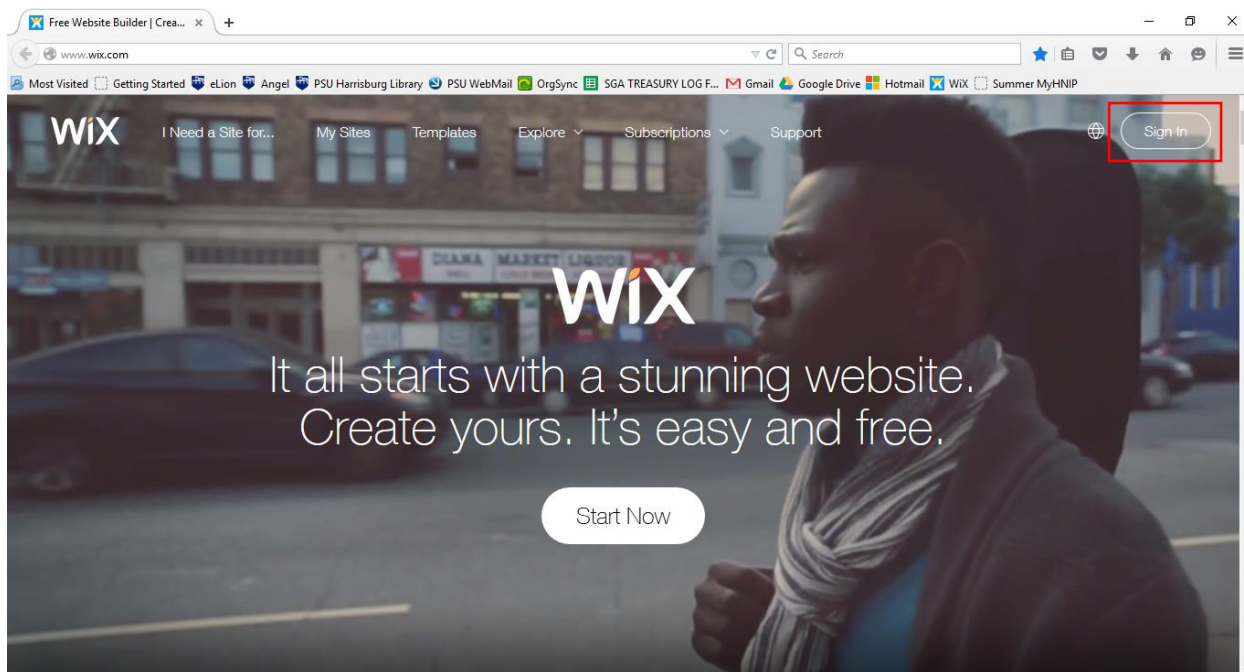 Free Website Builder | Crea...
www.wix.com
Search
Most Visited Getting Started eLion Angel PSU Harrisburg Library PSU WebMail OrgSync SGA TREASURY LOG F... Gmail Google Drive Hotmail WiX Summer MyHNIP
WiX I Need a Site for... My Sites Templates Explore Subscriptions Support Sign In
DIANA MARKET LIQUOR
WiX
It all starts with a stunning website.
Create yours. It's easy and free.
Start Now